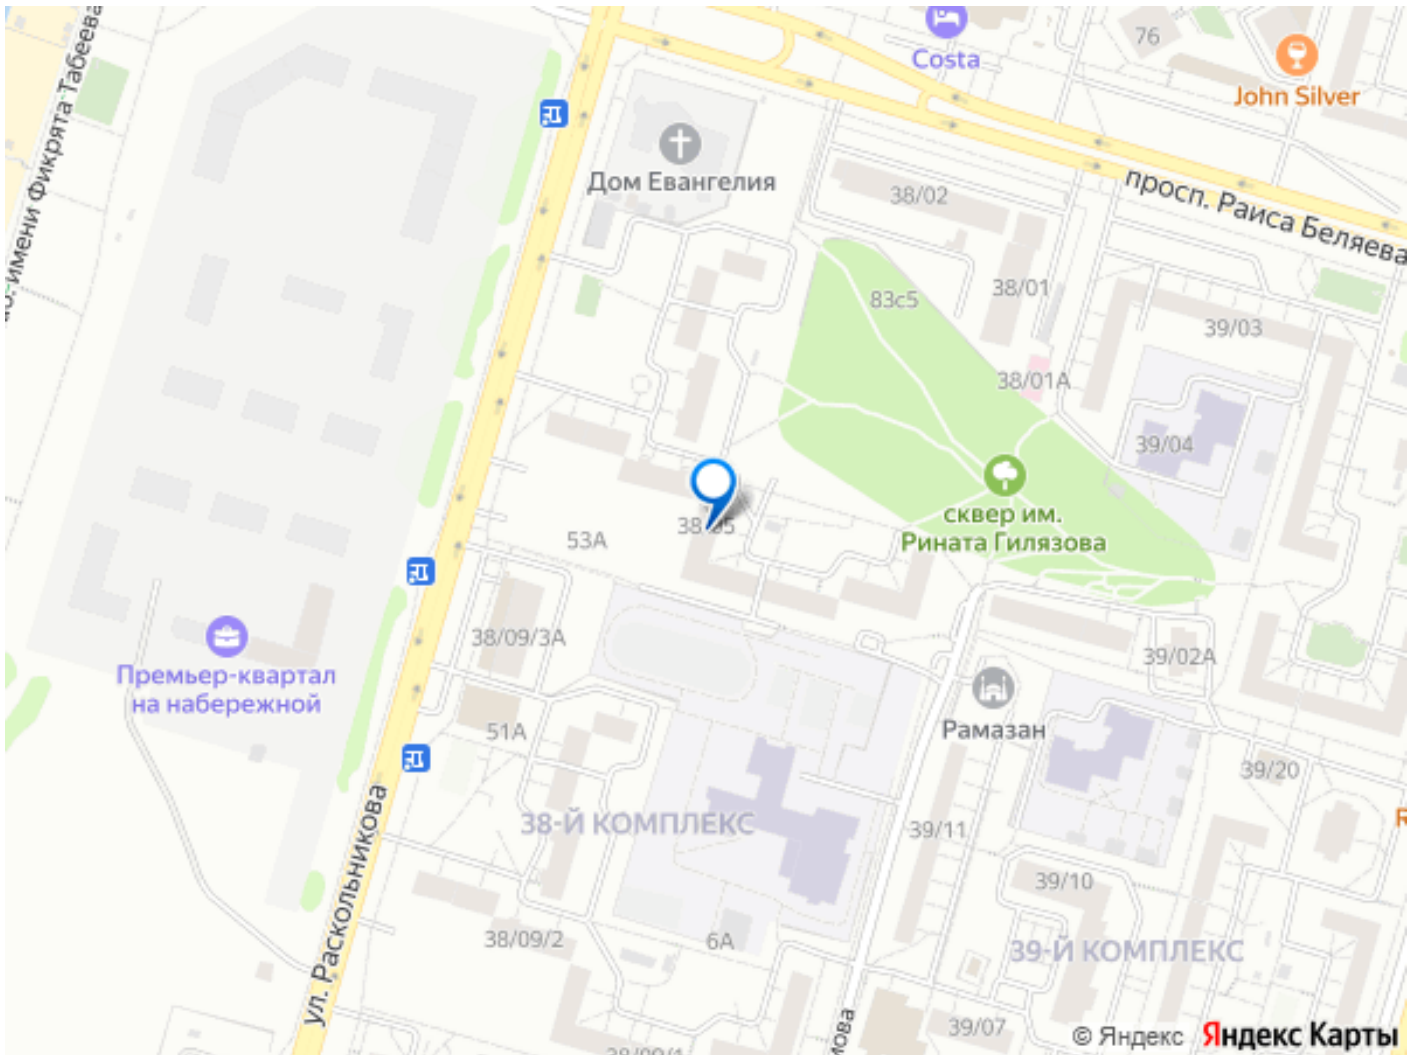 76
Costa
John Silver
имени Фикрята Табеева
Дом Евангелия
38/02
просп. Раиса Беляева
83с5
38/01
39/03
38/01А
39/04
сквер им.
Рината Гилязова
53А
38/09/3А
39/02А
Премьер-квартал
на набережной
Рамазан
51А
39/20
38-Й КОМПЛЕКС
39/11
ул. Раскольникова
39/10
38/09/2
6А
39-Й КОМПЛЕКС
39/07
© Яндекс Яндекс Карты